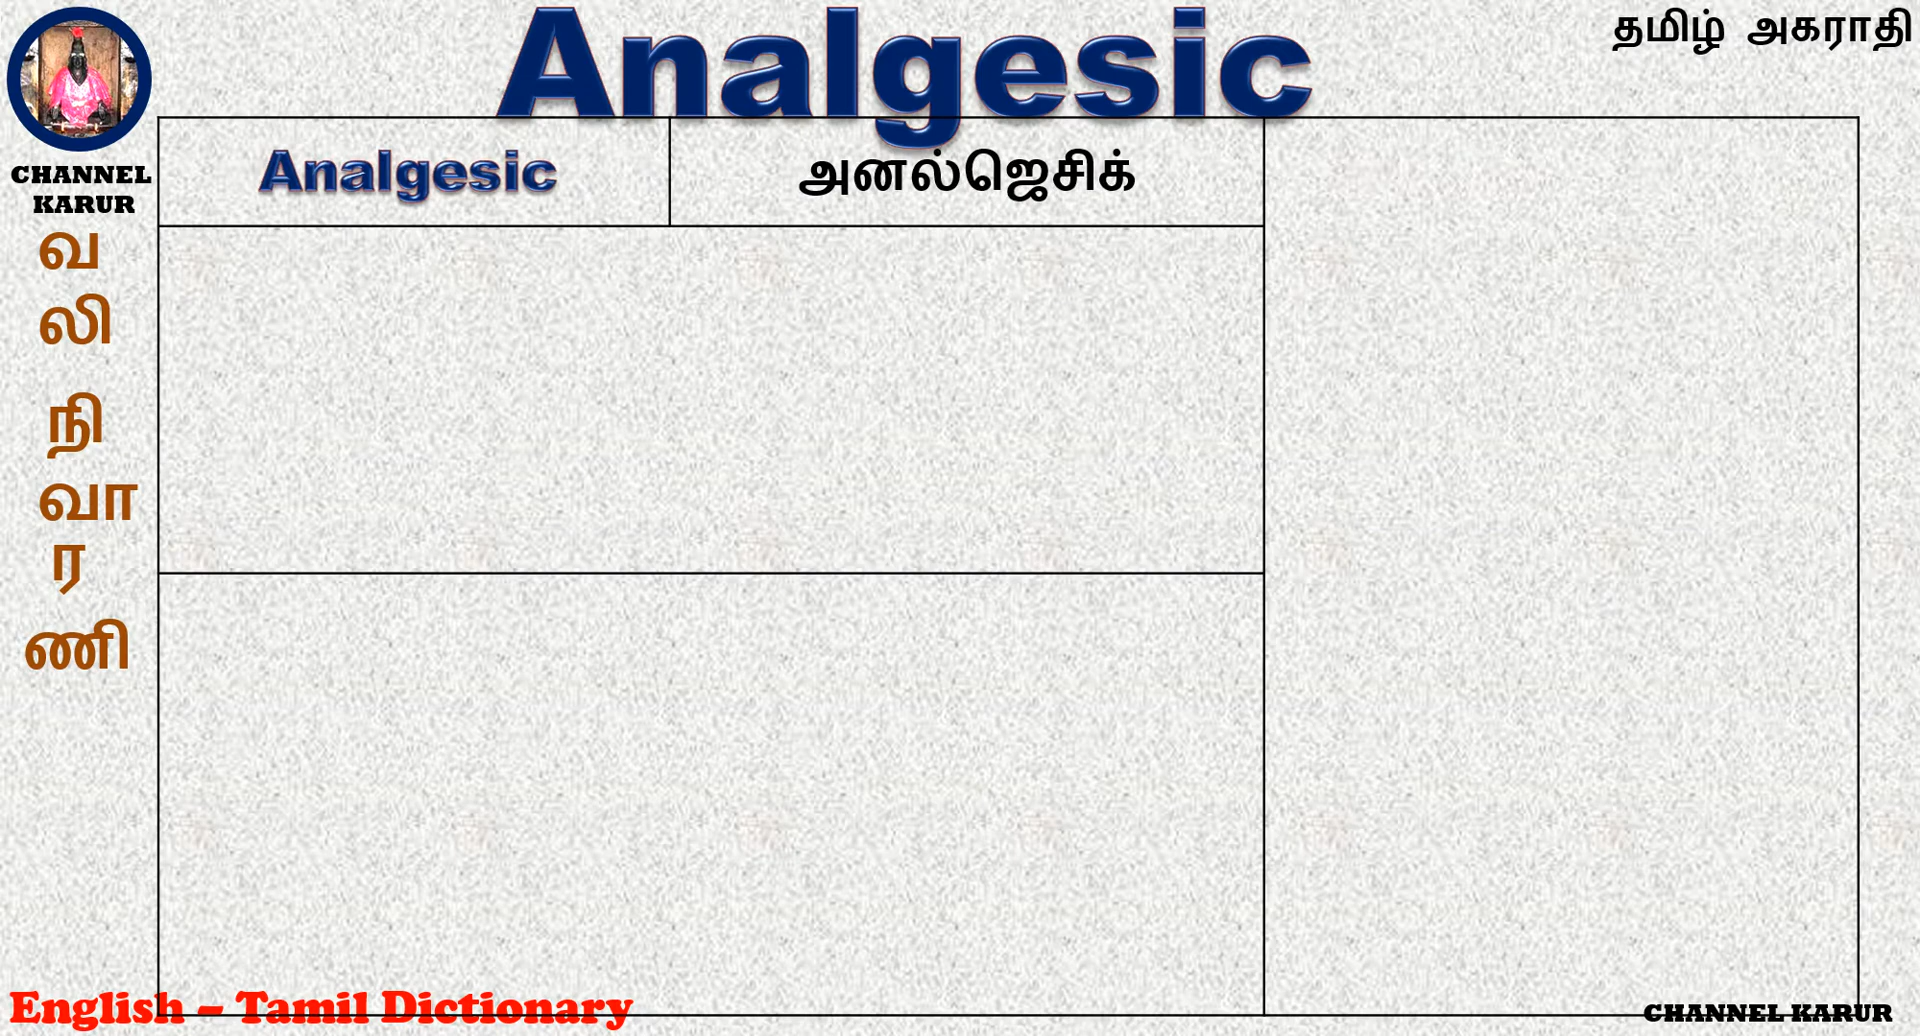 Analgesic
தமிழ் அகராதி
CHANNEL
KARUR
Analgesic
அனல்ஜெசிக்
வ
லி
நி
வா
ர
ணி
English – Tamil Dictionary
CHANNEL KARUR